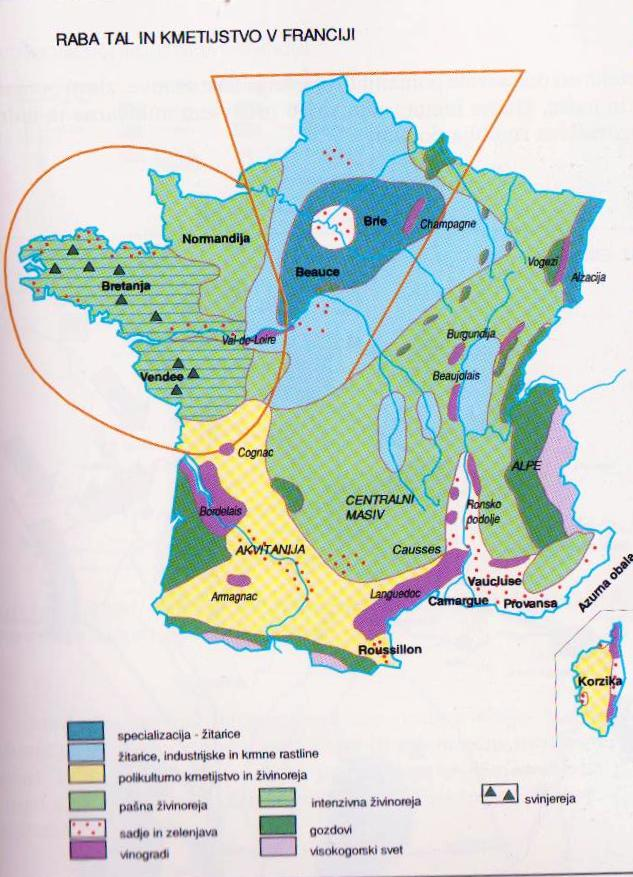 RABA TAL IN KMETIJSTVO V FRANCIJI
Normandija
Brie
Champagne
Beauce
Vogezi
Alzacija
Bretanja
Val-de-Loire
Burgundija
Vendee
Beaujolais
Cognac
ALPE
CENTRALNI
MASIV
Bordelais
Ronsko
podolje
AKVITANIJA
Causses
Armagnac
Languedoc
Vaucluse
Camargue
Provansa
Azurna obala
Roussillon
Korzika
specializacija - žitarice
žitarice, industrijske in krmne rastline
polikulturno kmetijstvo in živinoreja
pašna živinoreja
intenzivna živinoreja
svinjereja
sadje in zelenjava
gozdovi
vinogradi
visokogorski svet